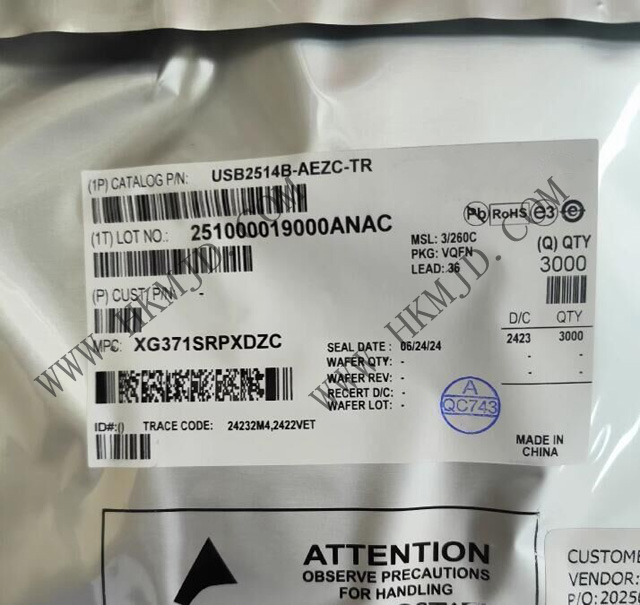 (1P) CATALOG P/N: USB2514B-AEZC-TR
(1T) LOT NO.: 251000019000ANAC
Pb RoHS e3 e
MSL: 3/260C
PKG: VQFN
LEAD: 36
(Q) QTY
3000
(P) CUST P/N: -
D/C QTY
2423 3000
- -
- -
MPC: XG371SRPXDZC
SEAL DATE : 06/24/24
WAFER QTY: -
WAFER REV: -
RECERT D/C: -
WAFER LOT: -
A
QC743
ID#:()
TRACE CODE: 24232M4,2422VET
MADE IN
CHINA
WWW.HKMJD.COM
WWW.HKMJD.COM
ATTENTION
OBSERVE PRECAUTIONS
FOR HANDLING
CUSTOME
VENDOR:
P/O:2025